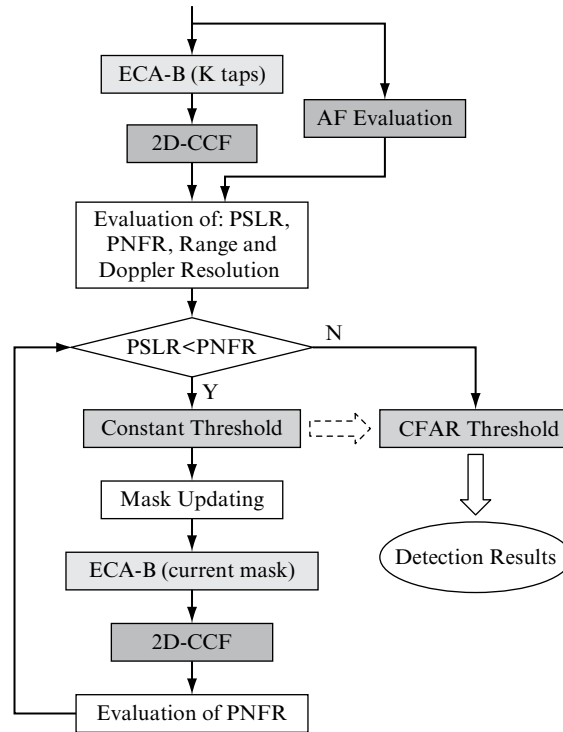 ECA-B (K taps)
AF Evaluation
2D-CCF
Evaluation of: PSLR,
PNFR, Range and
Doppler Resolution
PSLR<PNFR
N
Y
Constant Threshold
CFAR Threshold
Mask Updating
Detection Results
ECA-B (current mask)
2D-CCF
Evaluation of PNFR